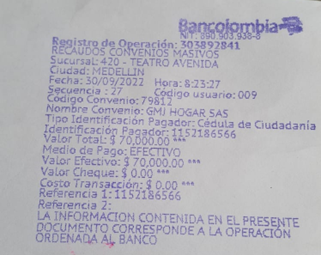 Bancolombia
NIT: 890.903.938-8
Registro de Operación: 303892841
RECAUDOS CONVENIOS MASIVOS
Sucursal: 420 - TEATRO AVENIDA
Ciudad: MEDELLIN
Fecha: 30/09/2022 Hora: 8:23:27
Secuencia : 27 Código usuario: 009
Código Convenio: 79812
Nombre Convenio: GMJ HOGAR SAS
Tipo Identificación Pagador: Cédula de Ciudadanía
Identificación Pagador: 1152186566
Valor Total: $ 70,000.00 ***
Medio de Pago: EFECTIVO
Valor Efectivo: $ 70,000.00 ***
Valor Cheque: $ 0.00 ***
Costo Transacción: $ 0.00 ***
Referencia 1: 1152186566
Referencia 2:
LA INFORMACION CONTENIDA EN EL PRESENTE
DOCUMENTO CORRESPONDE A LA OPERACIÓN
ORDENADA AL BANCO